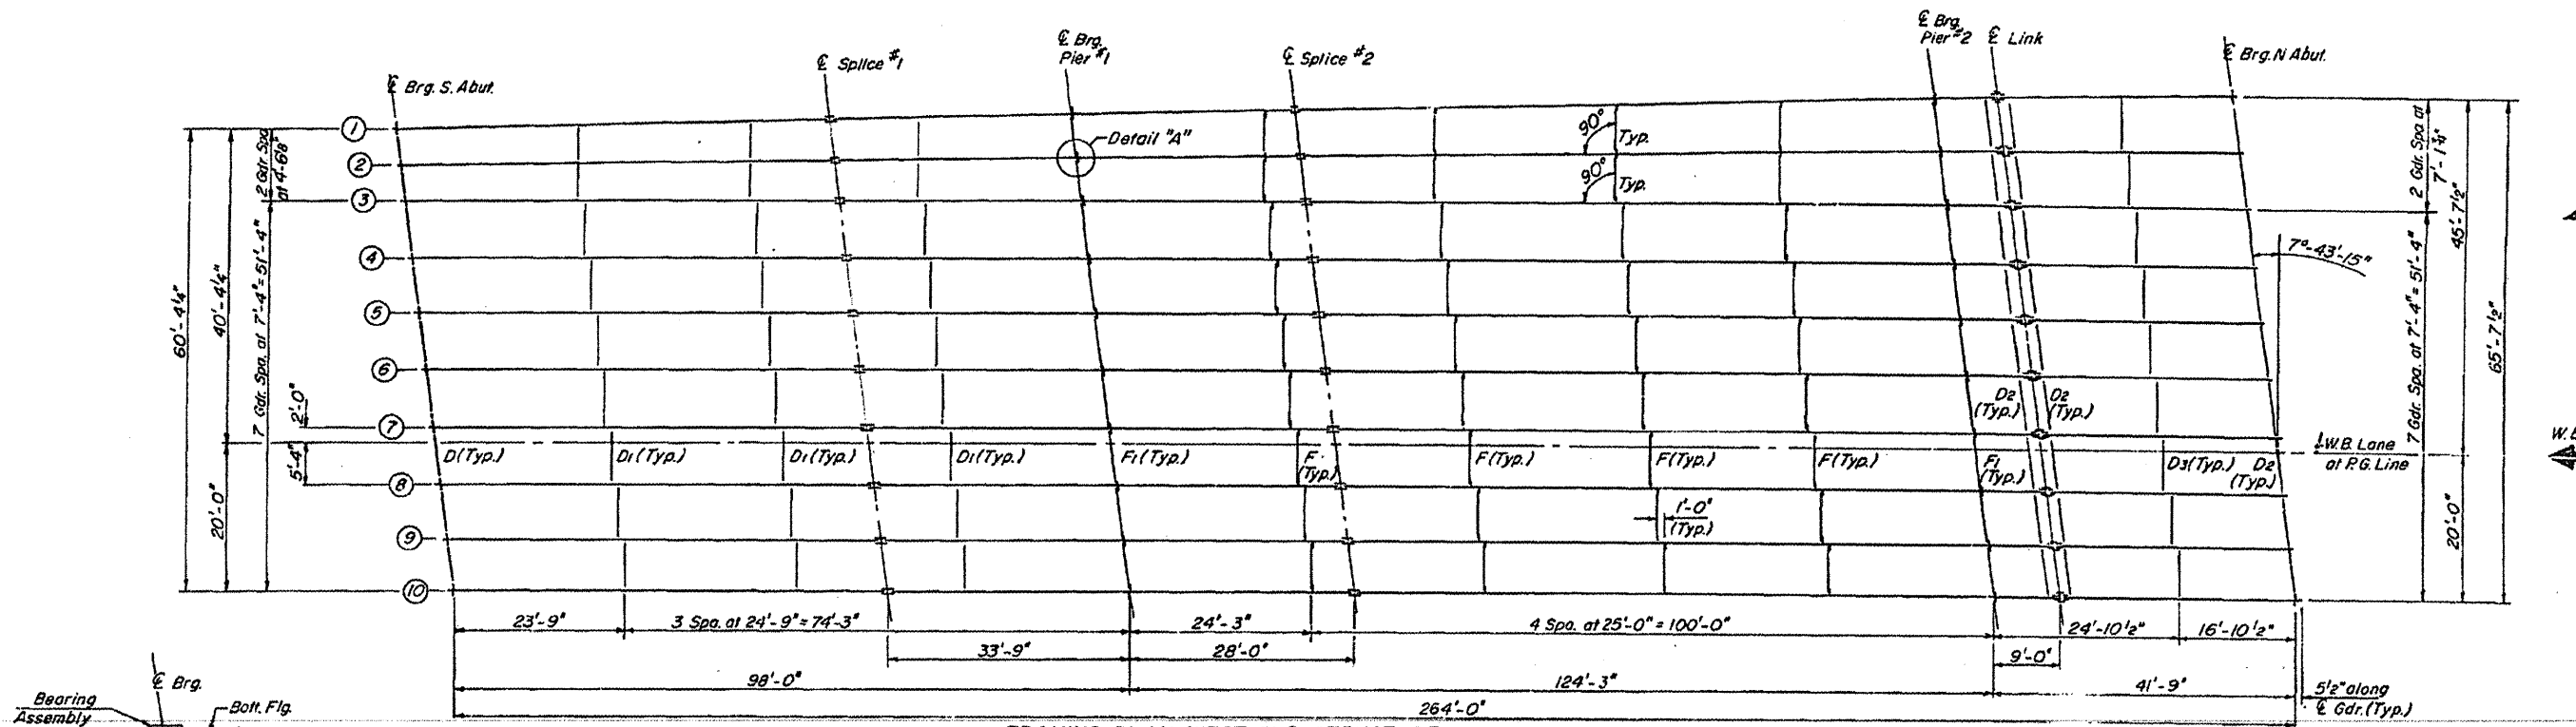 ℄ Brg. S. Abut.
℄ Splice #1
℄ Brg.
Pier #1
℄ Splice #2
℄ Brg.
Pier #2
℄ Link
℄ Brg. N Abut.
1
2
3
4
5
6
7
8
9
10
Detail "A"
90°
Typ.
90°
Typ.
60'-4¼"
40'-4¼"
20'-0"
2 Gdr. Spa.
at 4'-6⅛"
7 Gdr. Spa. at 7'-4" = 51'-4"
2'-0"
5'-4"
2 Gdr. Spa at
7'-1¾"
7 Gdr. Spa. at 7'-4" = 51'-4"
45'-7½"
20'-0"
65'-7½"
7°-43'-15"
D2
(Typ.)
D2
(Typ.)
D (Typ.)
D1 (Typ.)
D1 (Typ.)
D1 (Typ.)
F1 (Typ.)
F
(Typ.)
F (Typ.)
F (Typ.)
F (Typ.)
F1
(Typ.)
D3 (Typ.)
D2
(Typ.)
W.B. Lane
at P.G. Line
W.B
1'-0"
(Typ.)
23'-9"
3 Spa. at 24'-9" = 74'-3"
24'-3"
4 Spa. at 25'-0" = 100'-0"
24'-10½"
16'-10½"
33'-9"
28'-0"
9'-0"
98'-0"
124'-3"
41'-9"
264'-0"
5½" along
℄ Gdr. (Typ.)
℄ Brg.
Bearing
Assembly
Bott. Flg.